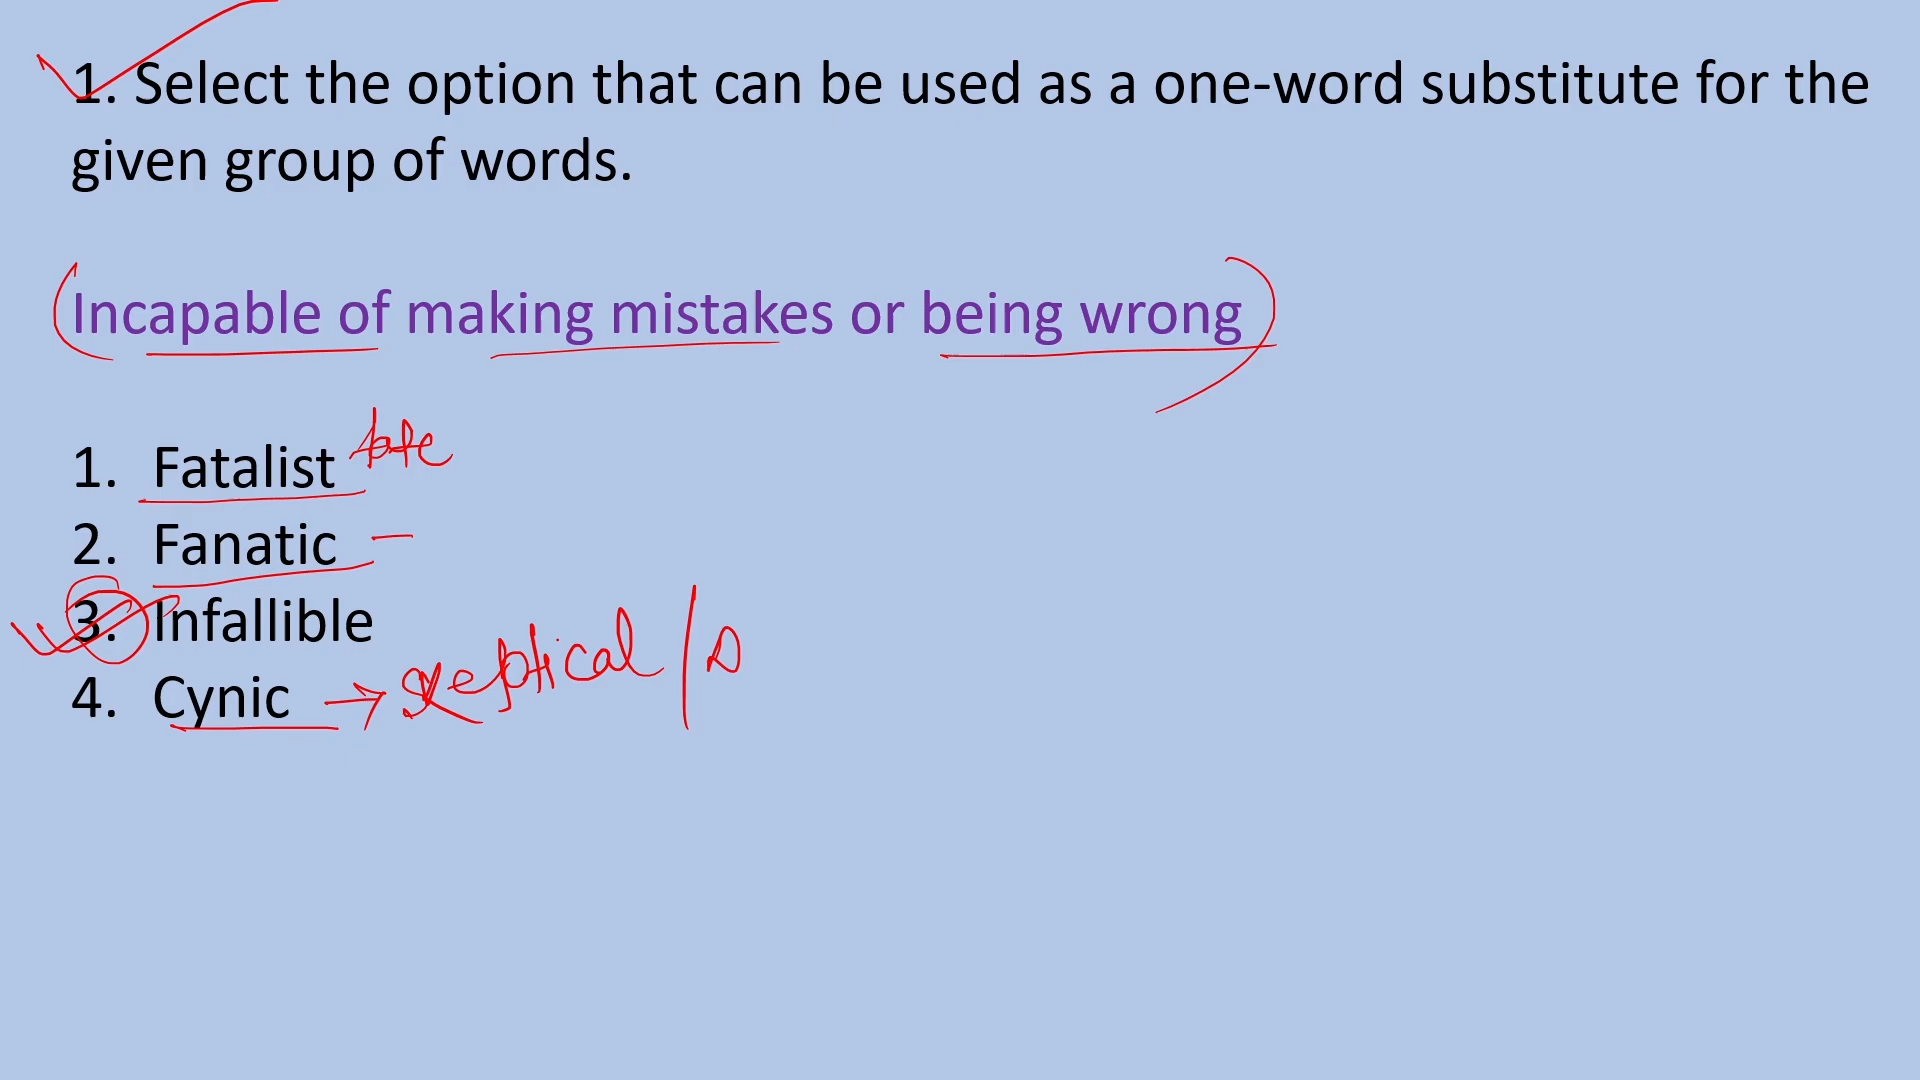 1. Select the option that can be used as a one-word substitute for the
given group of words.
Incapable of making mistakes or being wrong
1. Fatalist fate
2. Fanatic –
3. Infallible
4. Cynic → Skeptical / D